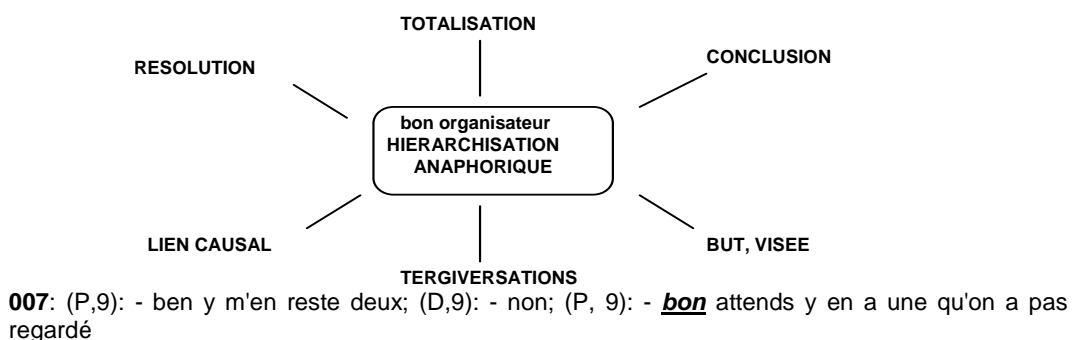 TOTALISATION
RESOLUTION
CONCLUSION
bon organisateur
HIERARCHISATION
ANAPHORIQUE
LIEN CAUSAL
BUT, VISEE
TERGIVERSATIONS
007: (P,9): - ben y m'en reste deux; (D,9): - non; (P, 9): - bon attends y en a une qu'on a pas
regardé